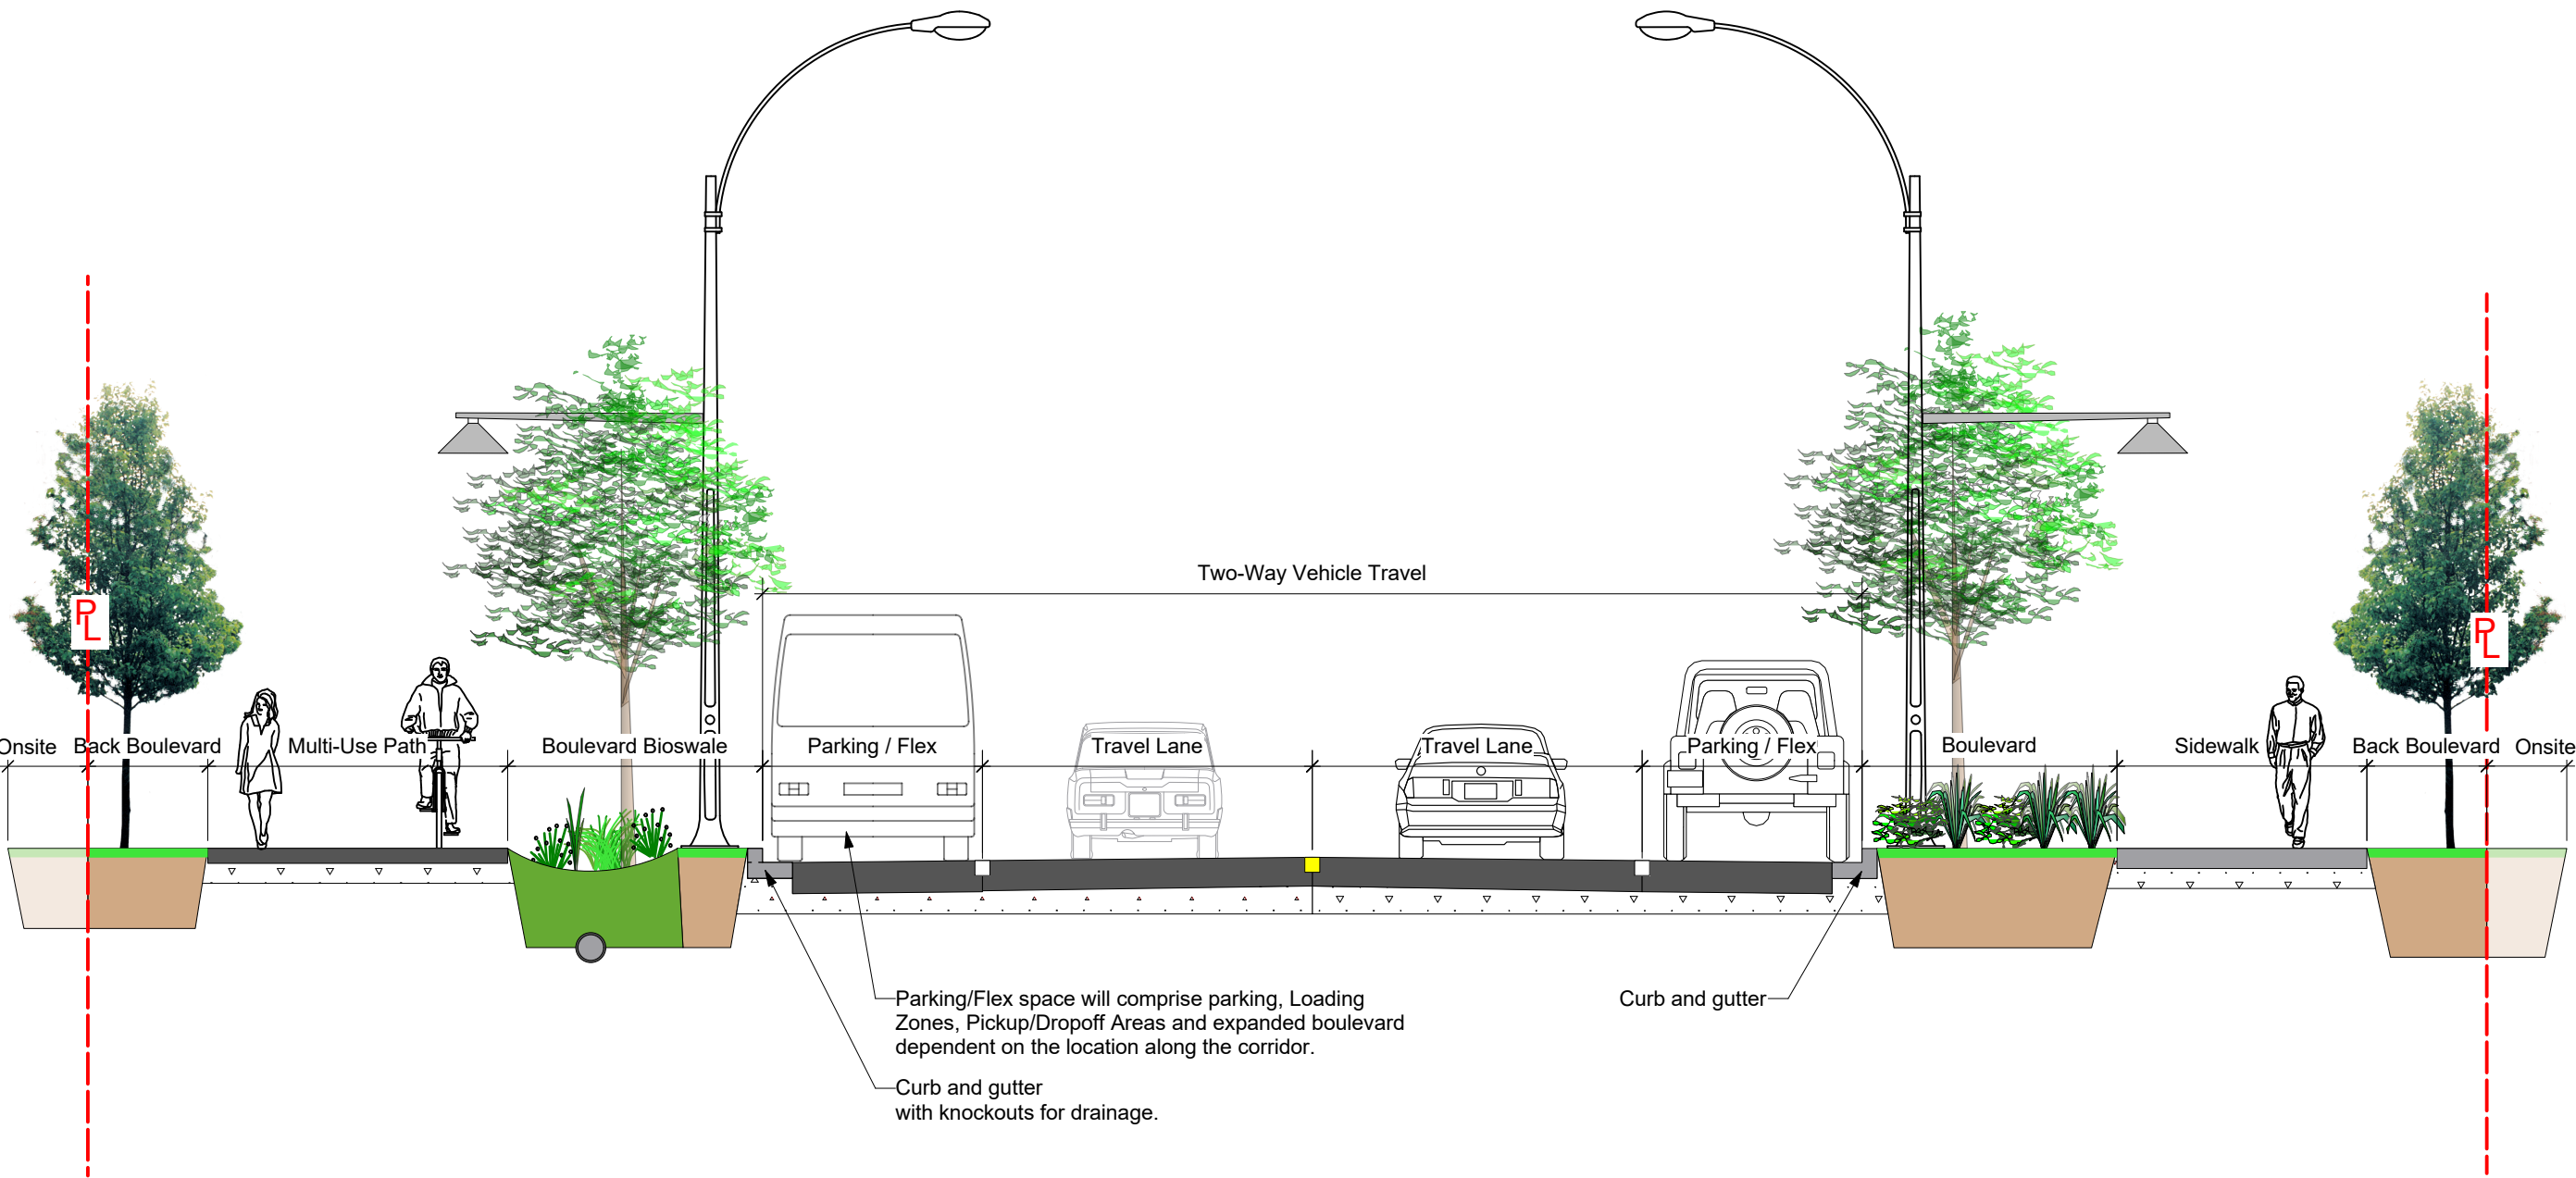 Two-Way Vehicle Travel
PL
PL
Onsite
Back Boulevard
Multi-Use Path
Boulevard Bioswale
Parking / Flex
Travel Lane
Travel Lane
Parking / Flex
Boulevard
Sidewalk
Back Boulevard
Onsite
Parking/Flex space will comprise parking, Loading
Zones, Pickup/Dropoff Areas and expanded boulevard
dependent on the location along the corridor.
Curb and gutter
Curb and gutter
with knockouts for drainage.